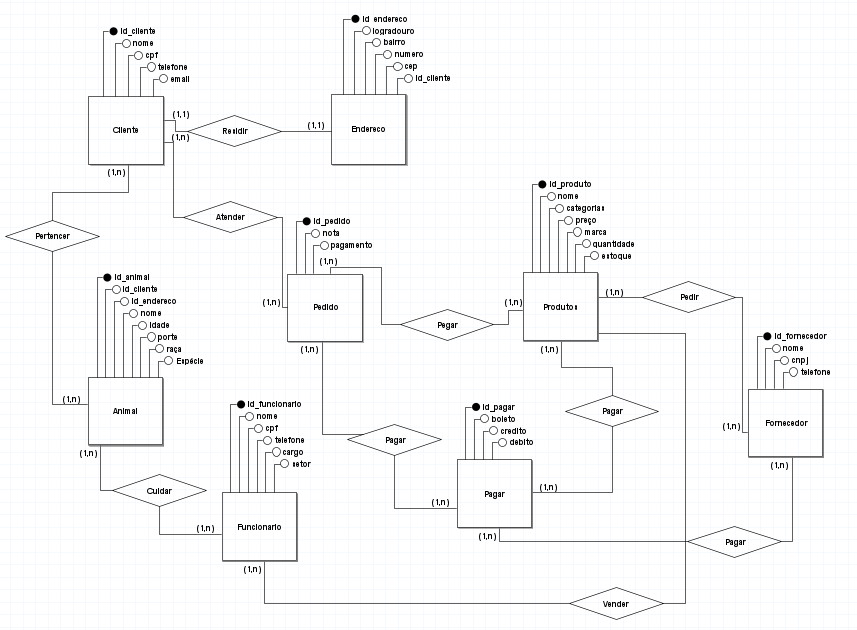 Id_cliente
nome
cpf
telefone
email
Cliente
(1,1)
(1,n)
(1,n)
Residir
(1,1)
Id_endereco
logradouro
bairro
numero
cep
id_cliente
Endereco
Pertencer
Atender
Id_pedido
nota
pagamento
(1,n)
(1,n)
Pedido
(1,n)
Pegar
Id_produto
nome
categorias
preço
marca
quantidade
estoque
(1,n)
Produtos
(1,n)
(1,n)
Pedir
Id_fornecedor
nome
cnpj
telefone
Fornecedor
(1,n)
(1,n)
Id_animal
id_cliente
id_endereco
nome
idade
porte
raça
Espécie
(1,n)
Animal
(1,n)
Cuidar
(1,n)
Id_funcionario
nome
cpf
telefone
cargo
setor
Funcionario
(1,n)
Pagar
(1,n)
Id_pagar
boleto
credito
debito
Pagar
(1,n)
(1,n)
Pagar
Pagar
Vender